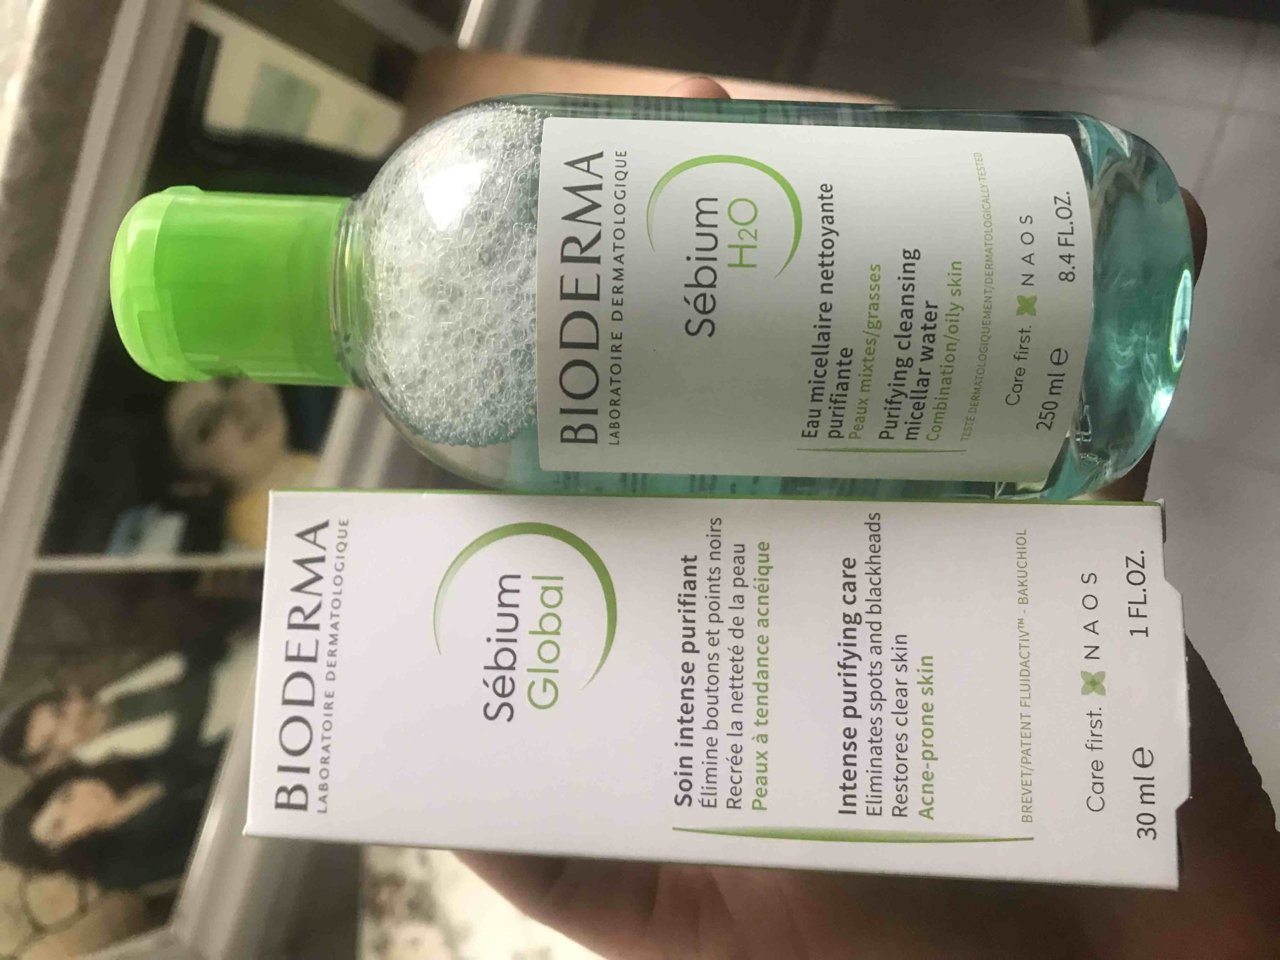 BIODERMA
LABORATOIRE DERMATOLOGIQUE
Sébium
H2O
Eau micellaire nettoyante
purifiante
Peaux mixtes/grasses
Purifying cleansing
micellar water
Combination/oily skin
TESTÉ DERMATOLOGIQUEMENT/DERMATOLOGICALLY TESTED
Care first. NAOS
250 ml e 8.4 FL.OZ.
BIODERMA
LABORATOIRE DERMATOLOGIQUE
Sébium
Global
Soin intense purifiant
Élimine boutons et points noirs
Recrée la netteté de la peau
Peaux à tendance acnéique
Intense purifying care
Eliminates spots and blackheads
Restores clear skin
Acne-prone skin
BREVET/PATENT FLUIDACTIV™ - BAKUCHIOL
Care first. NAOS
30 ml e 1 FL.OZ.